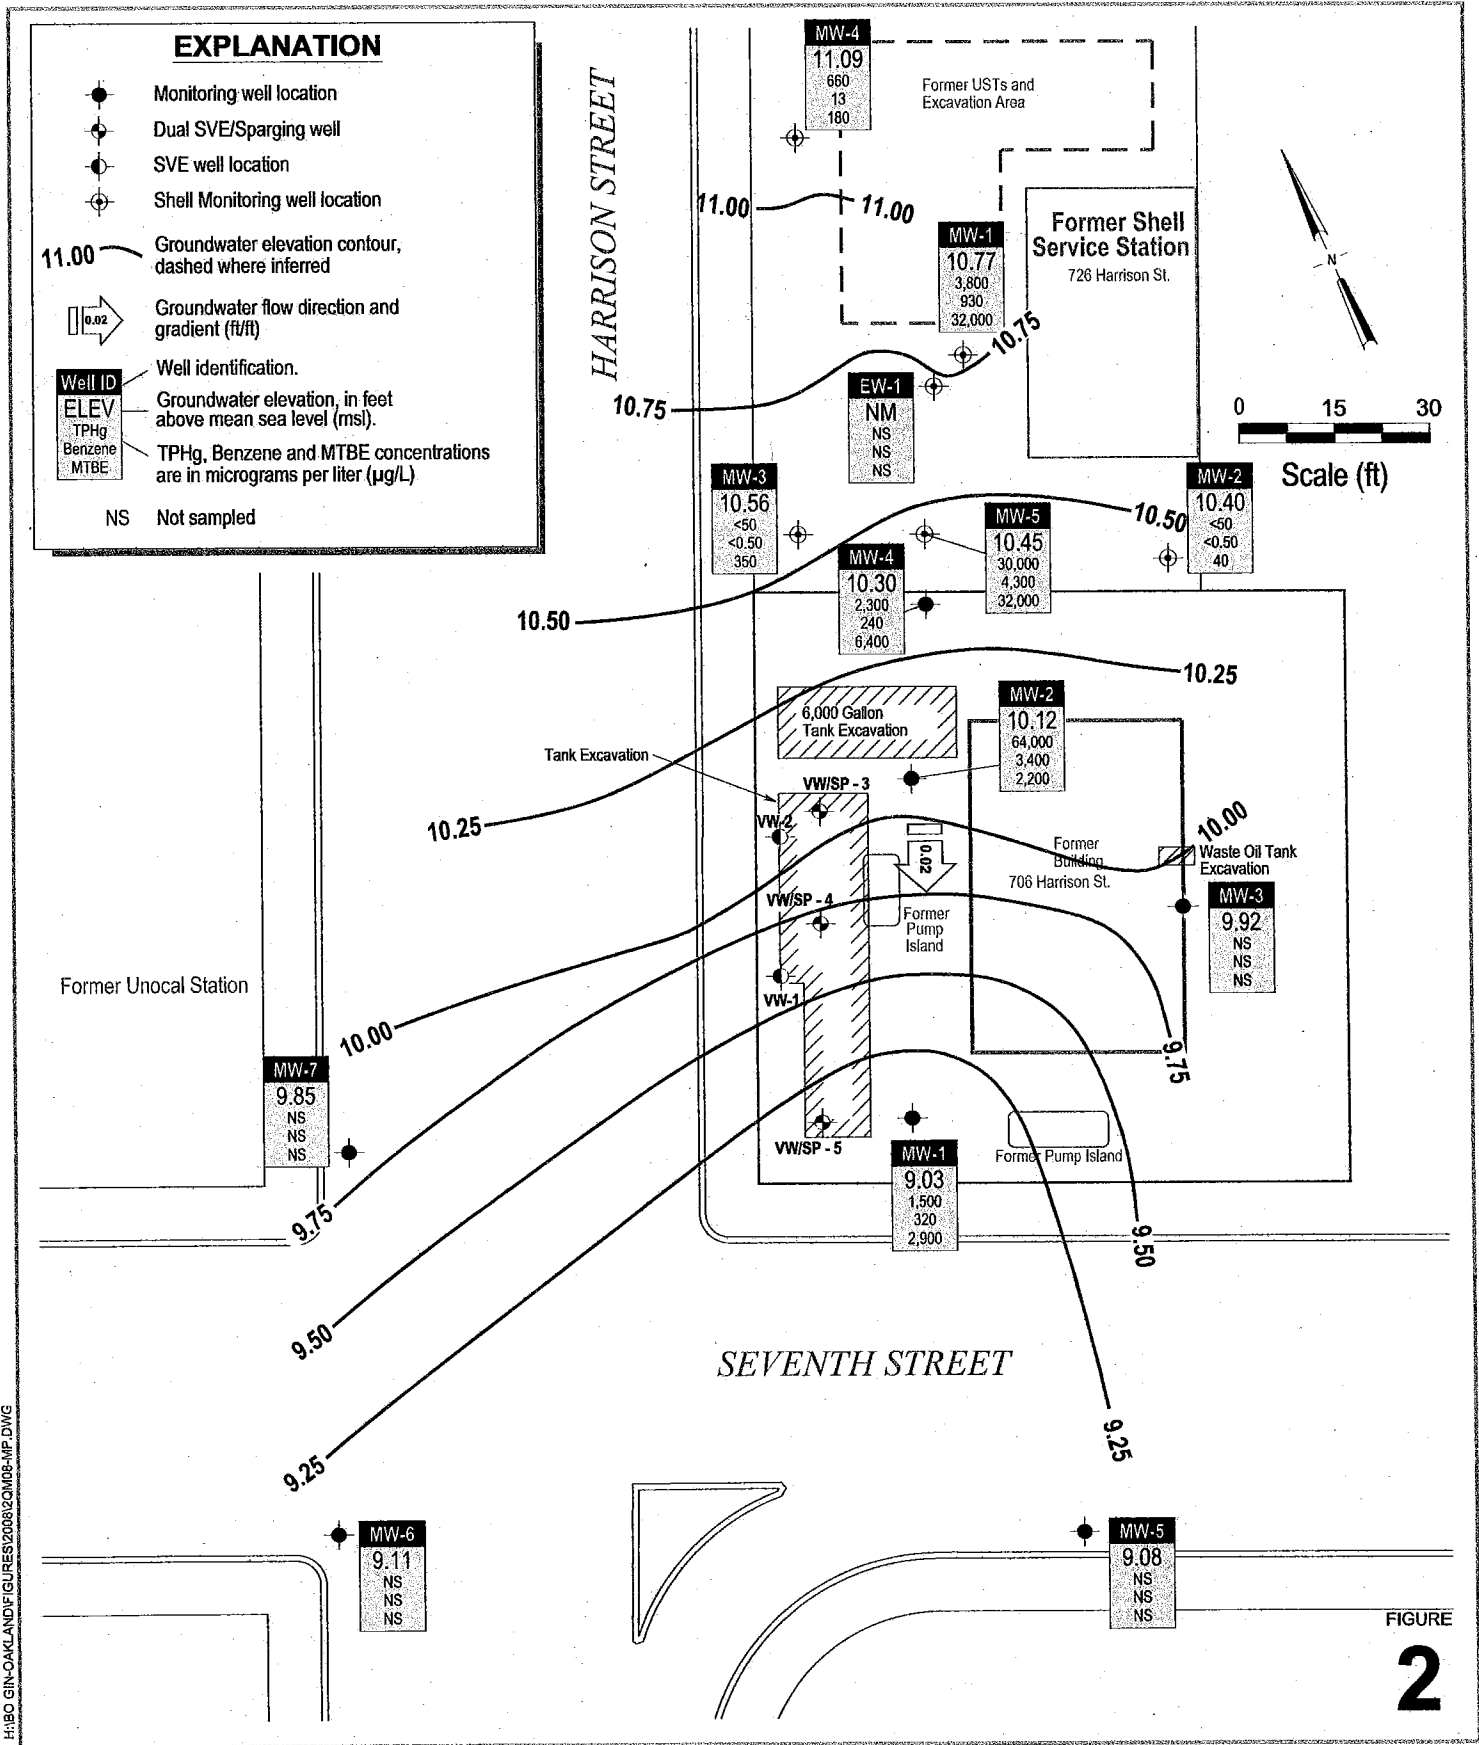 EXPLANATION
Monitoring well location
Dual SVE/Sparging well
SVE well location
Shell Monitoring well location
11.00
Groundwater elevation contour,
dashed where inferred
0.02
Groundwater flow direction and
gradient (ft/ft)
Well ID
ELEV
TPHg
Benzene
MTBE
Well identification.
Groundwater elevation, in feet
above mean sea level (msl).
TPHg, Benzene and MTBE concentrations
are in micrograms per liter (µg/L)
NS Not sampled
HARRISON STREET
MW-4
11.09
660
13
180
Former USTs and
Excavation Area
11.00
11.00
MW-1
10.77
3,800
930
32,000
Former Shell
Service Station
726 Harrison St.
N
10.75
10.75
EW-1
NM
NS
NS
NS
0 15 30
Scale (ft)
MW-3
10.56
<50
<0.50
350
MW-5
10.45
30,000
4,300
32,000
10.50
MW-2
10.40
<50
<0.50
40
MW-4
10.30
2,300
240
6,400
10.50
10.25
6,000 Gallon
Tank Excavation
MW-2
10.12
64,000
3,400
2,200
Tank Excavation
VW/SP - 3
VW-2
10.25
10.00
0.02
Former
Building
706 Harrison St.
Waste Oil Tank
Excavation
MW-3
9.92
NS
NS
NS
VW/SP - 4
Former
Pump
Island
Former Unocal Station
VW-1
10.00
9.75
MW-7
9.85
NS
NS
NS
VW/SP - 5
MW-1
9.03
1,500
320
2,900
Former Pump Island
9.75
9.50
9.50
SEVENTH STREET
9.25
9.25
MW-6
9.11
NS
NS
NS
MW-5
9.08
NS
NS
NS
FIGURE
2
H:\BO GIN-OAKLAND\FIGURES\2008\2QM08-MP.DWG